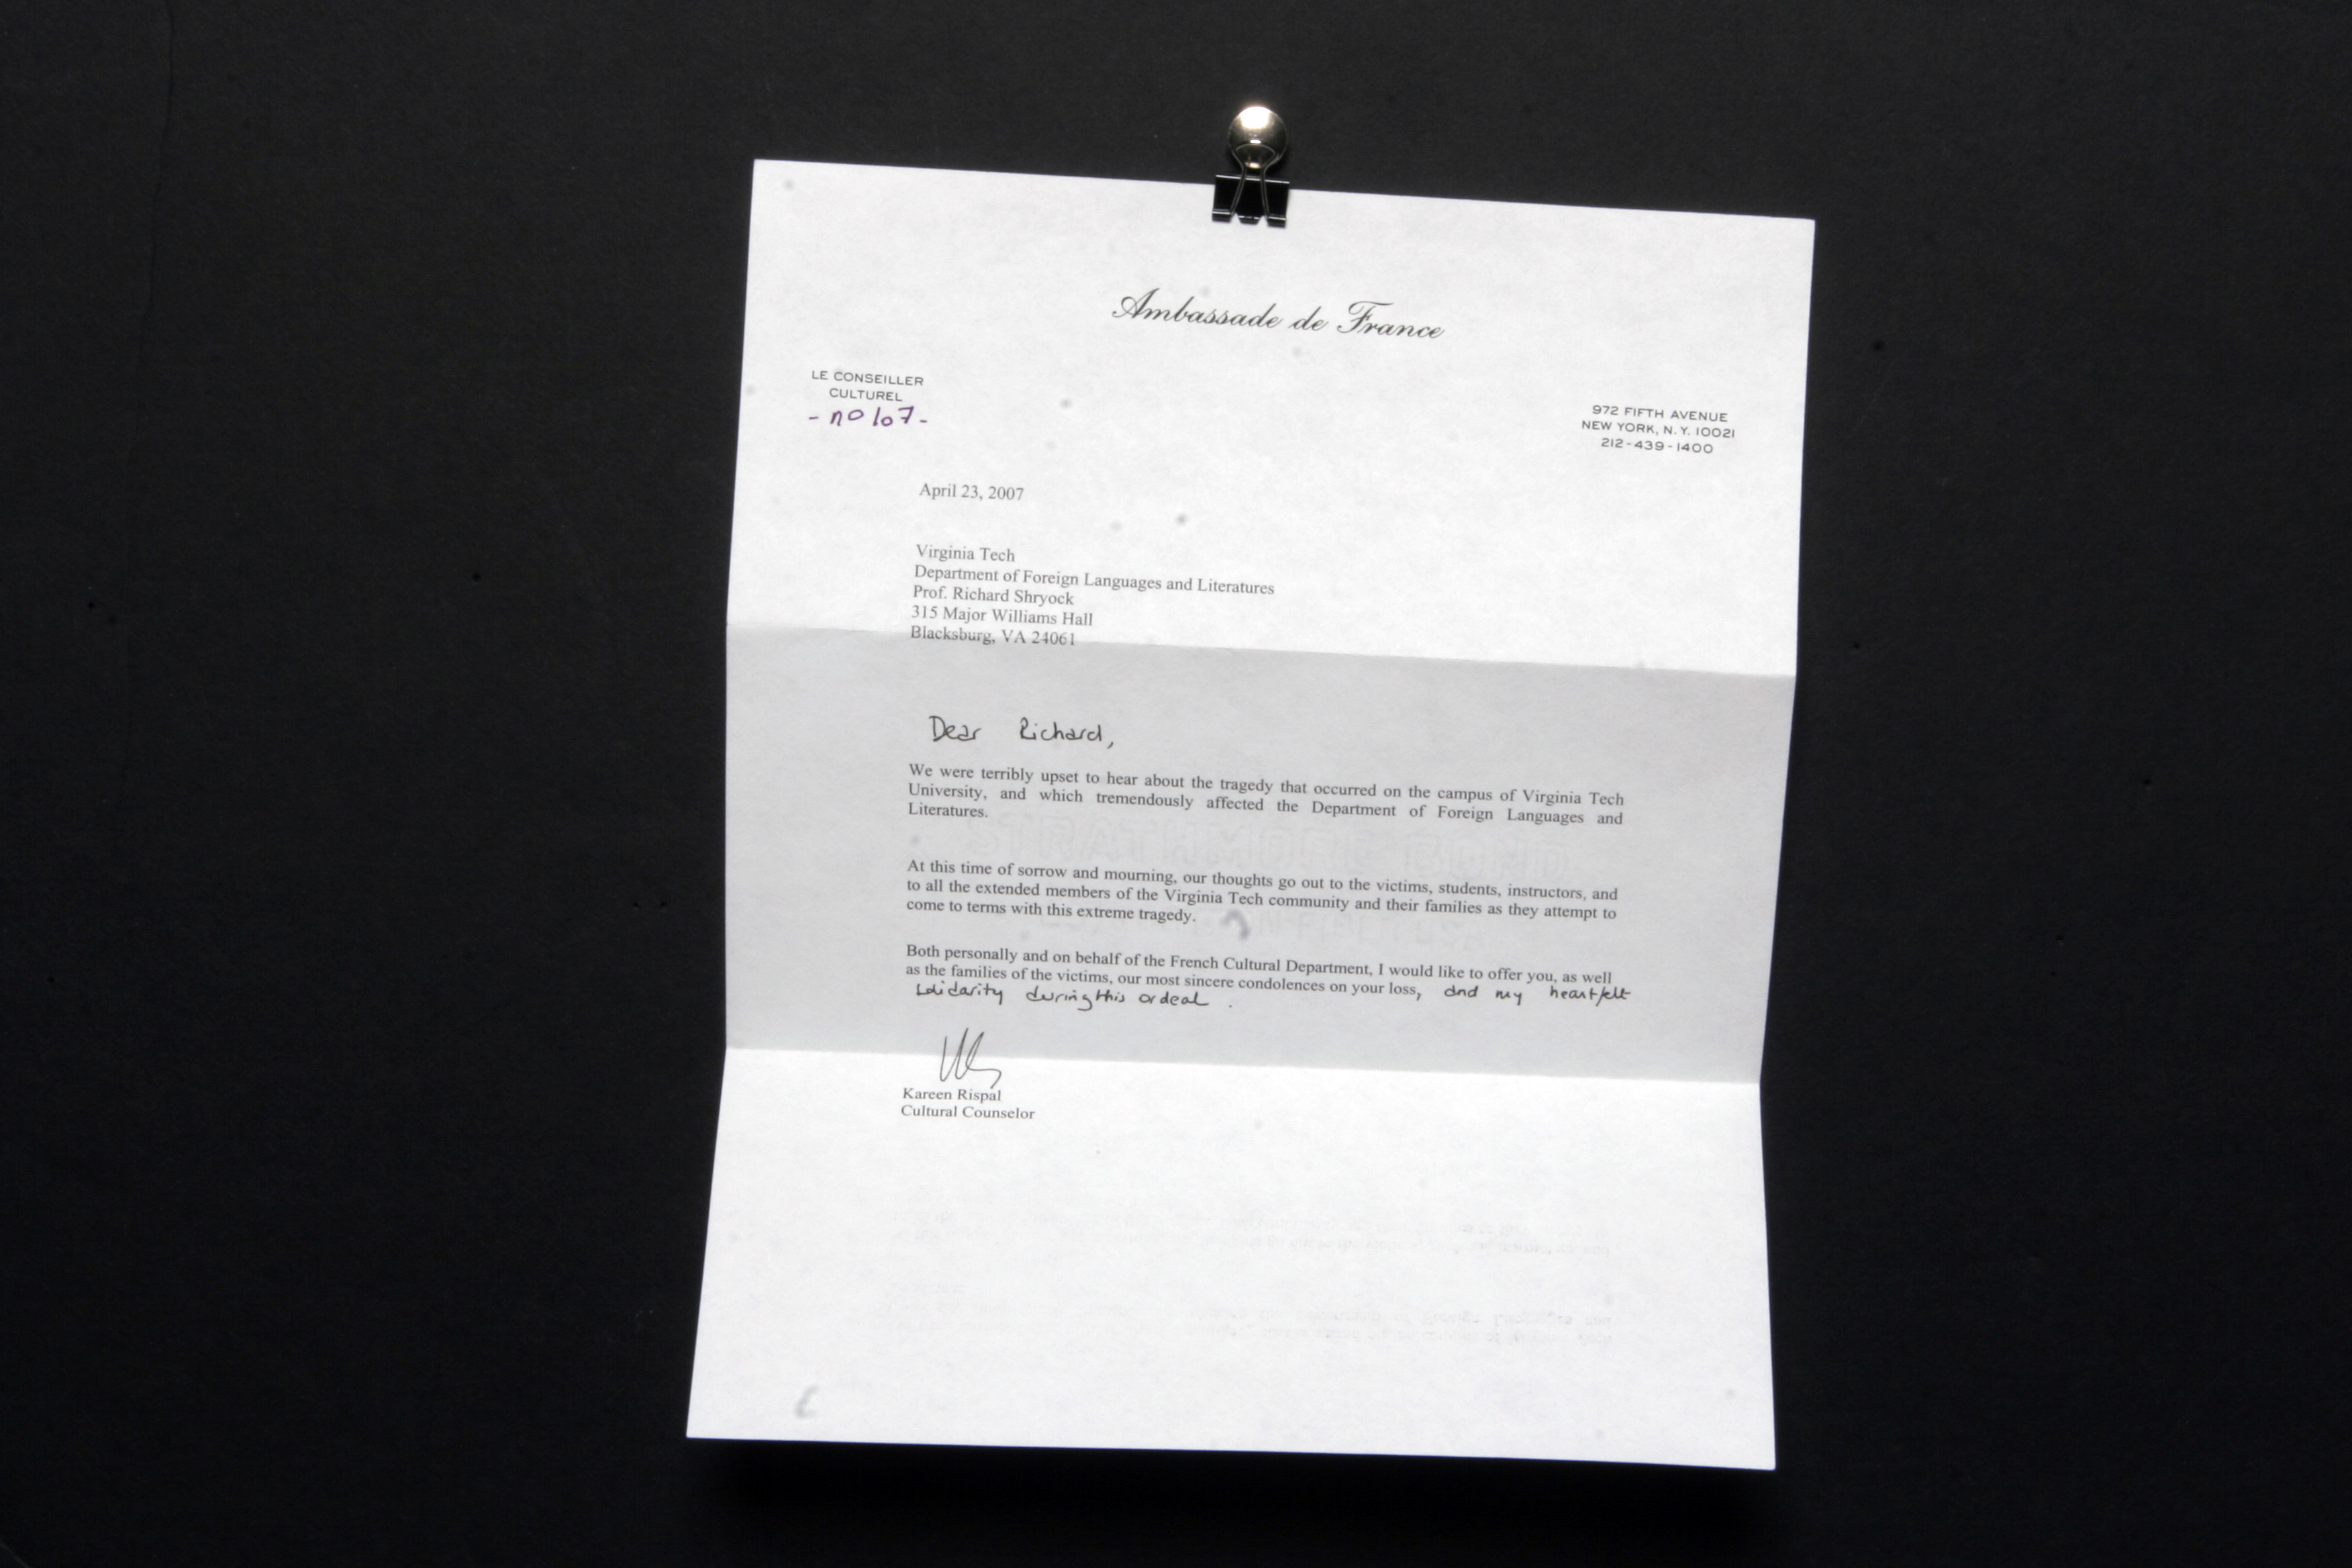 Ambassade de France
LE CONSEILLER
CULTUREL
- no 107 -
972 FIFTH AVENUE
NEW YORK, N.Y. 10021
212-439-1400
April 23, 2007
Virginia Tech
Department of Foreign Languages and Literatures
Prof. Richard Shryock
315 Major Williams Hall
Blacksburg, VA 24061
Dear Richard,
We were terribly upset to hear about the tragedy that occurred on the campus of Virginia Tech
University, and which tremendously affected the Department of Foreign Languages and
Literatures.
At this time of sorrow and mourning, our thoughts go out to the victims, students, instructors, and
to all the extended members of the Virginia Tech community and their families as they attempt to
come to terms with this extreme tragedy.
Both personally and on behalf of the French Cultural Department, I would like to offer you, as well
as the families of the victims, our most sincere condolences on your loss, and my heartfelt
solidarity during this ordeal.
Kareen Rispal
Cultural Counselor